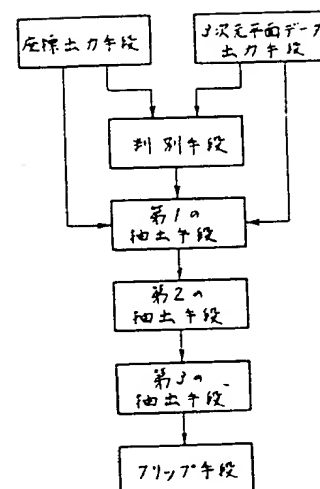 座標出力手段
3次元平面データ
出力手段
判別手段
第1の
抽出手段
第2の
抽出手段
第3の
抽出手段
フリップ手段